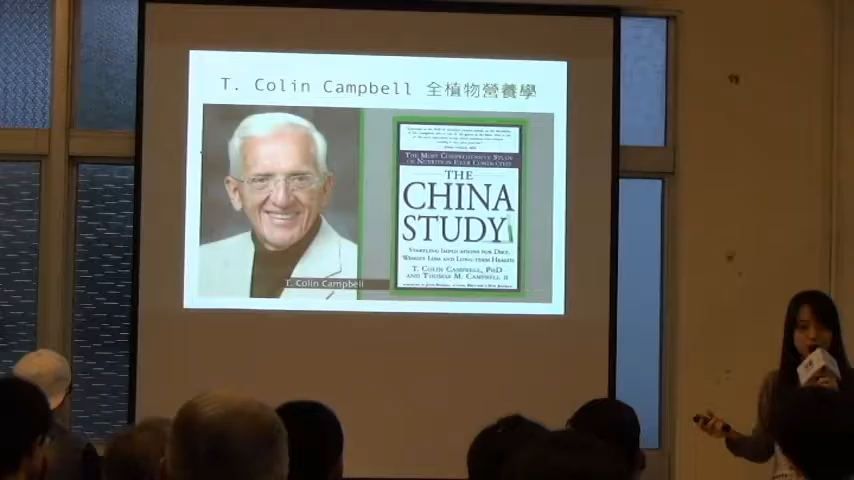 T. Colin Campbell 全植物營養學
THE MOST COMPREHENSIVE STUDY
OF NUTRITION EVER CONDUCTED
THE
CHINA
STUDY
STARTLING IMPLICATIONS FOR DIET,
WEIGHT LOSS AND LONG-TERM HEALTH
T. COLIN CAMPBELL, PHD
AND THOMAS M. CAMPBELL II
T. Colin Campbell